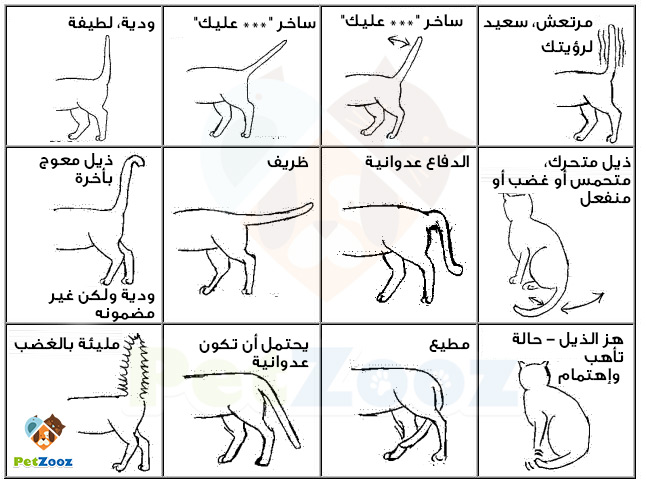 مرتعش، سعيد
لرؤيتك
ساخر "*** عليك"
ساخر "*** عليك"
ودية، لطيفة
ذيل متحرك،
متحمس أو غضب أو
منفعل
الدفاع عدوانية
ظريف
ذيل معوج
بأخرة
ودية ولكن غير
مضمونه
هز الذيل - حالة
تأهب
وإهتمام
مطيع
يحتمل أن تكون
عدوانية
مليئة بالغضب
PetZooz
PetZooz